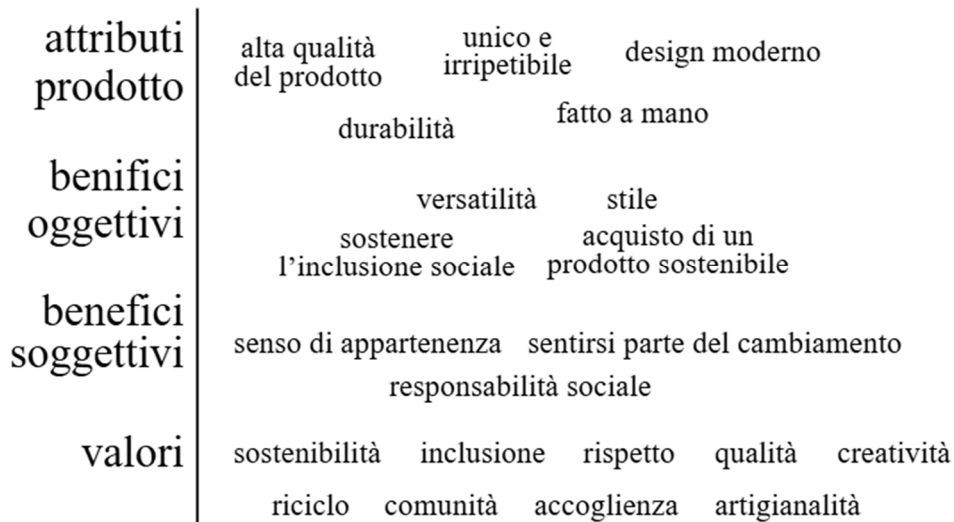 attributi
prodotto
alta qualità
del prodotto
unico e
irripetibile
design moderno
durabilità
fatto a mano
benifici
oggettivi
versatilità
stile
sostenere
l’inclusione sociale
acquisto di un
prodotto sostenibile
benefici
soggettivi
senso di appartenenza
sentirsi parte del cambiamento
responsabilità sociale
valori
sostenibilità
inclusione
rispetto
qualità
creatività
riciclo
comunità
accoglienza
artigianalità